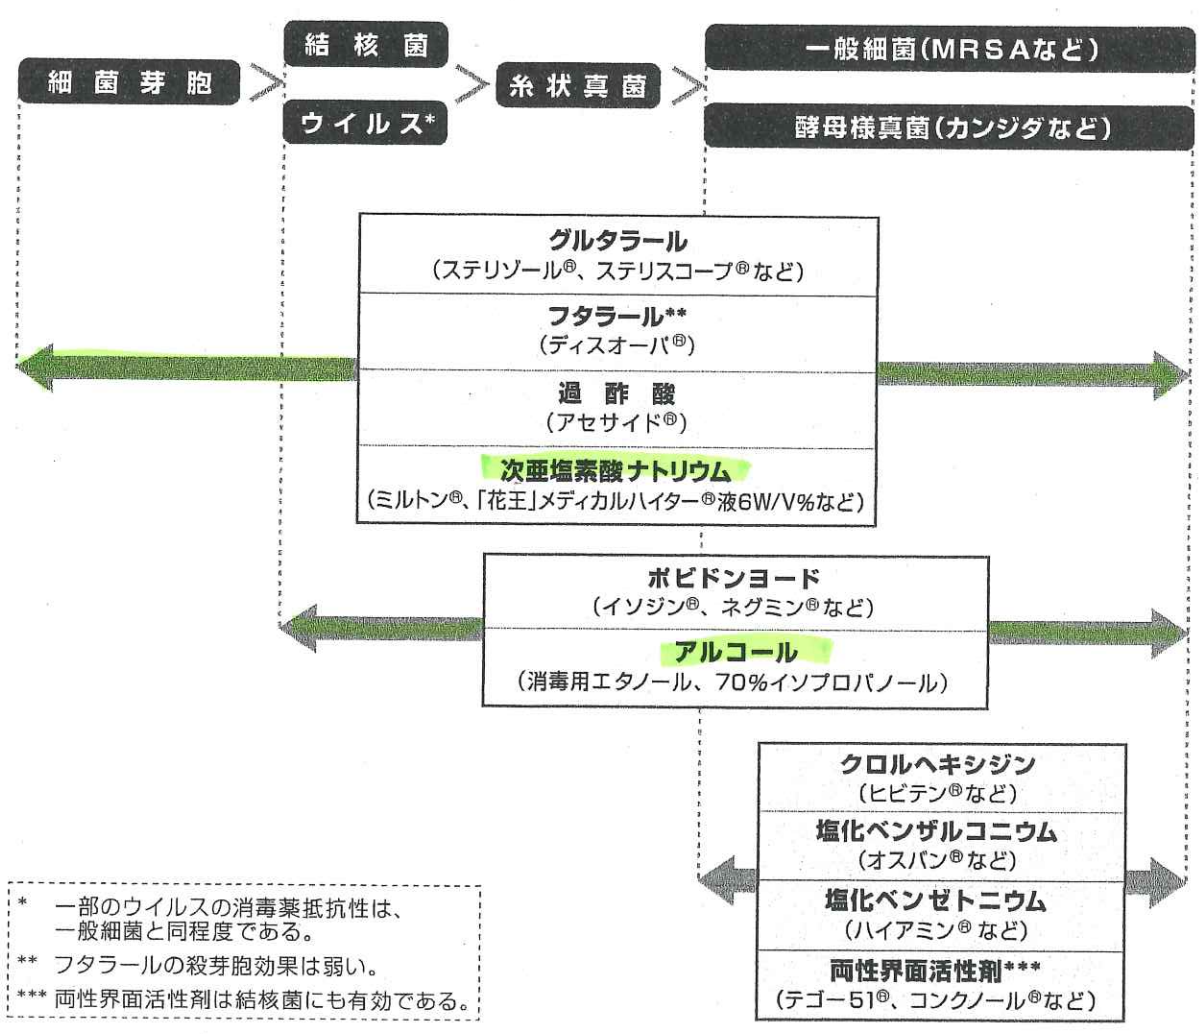 細菌芽胞
>
結核菌
ウイルス*
>
糸状真菌
>
一般細菌(MRSAなど)
酵母様真菌(カンジダなど)
グルタラール
(ステリゾール®、ステリスコープ®など)
フタラール**
(ディスオーパ®)
過酢酸
(アセサイド®)
次亜塩素酸ナトリウム
(ミルトン®、「花王」メディカルハイター®液6W/V%など)
ポビドンヨード
(イソジン®、ネグミン®など)
アルコール
(消毒用エタノール、70%イソプロパノール)
クロルヘキシジン
(ヒビテン®など)
塩化ベンザルコニウム
(オスバン®など)
塩化ベンゼトニウム
(ハイアミン®など)
両性界面活性剤***
(テゴー51®、コンクノール®など)
* 一部のウイルスの消毒薬抵抗性は、
一般細菌と同程度である。
** フタラールの殺芽胞効果は弱い。
*** 両性界面活性剤は結核菌にも有効である。